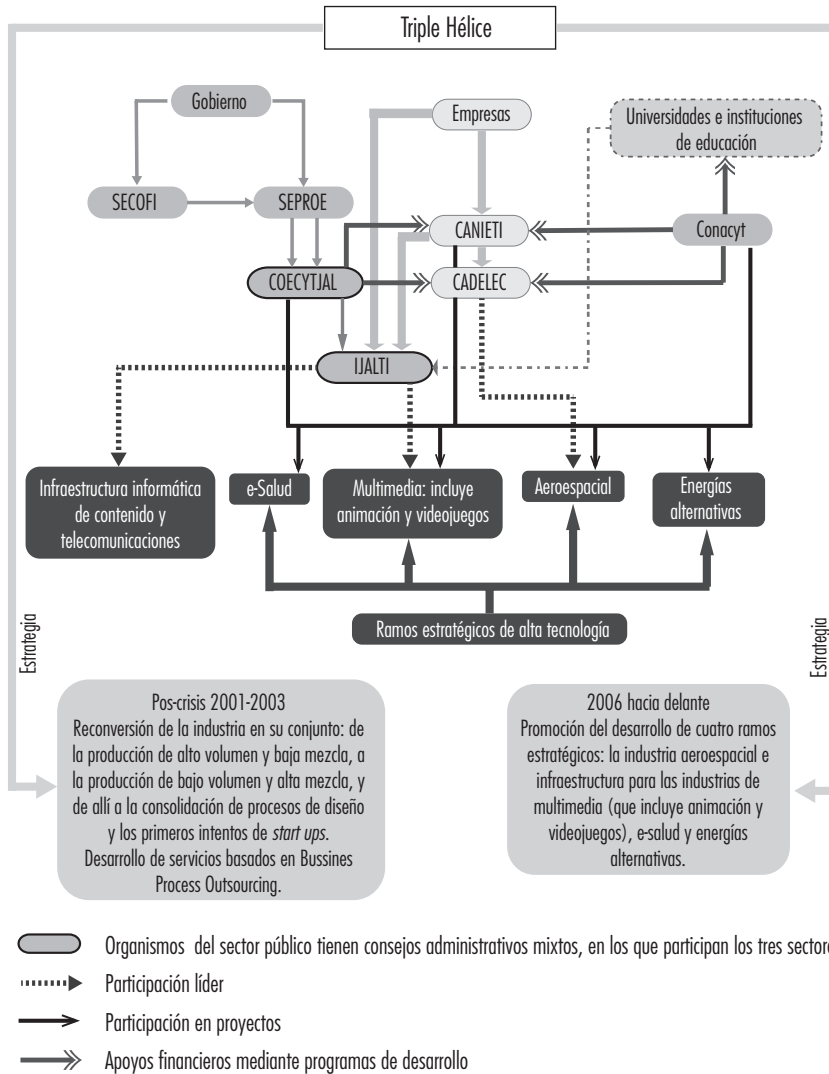 Triple Hélice
Gobierno
Empresas
Universidades e instituciones
de educación
SECOFI
SEPROE
CANIETI
Conacyt
COECYTJAL
CADELEC
IJALTI
Infraestructura informática
de contenido y
telecomunicaciones
e-Salud
Multimedia: incluye
animación y videojuegos
Aeroespacial
Energías
alternativas
Ramos estratégicos de alta tecnología
Estrategia
Estrategia
Pos-crisis 2001-2003
Reconversión de la industria en su conjunto: de
la producción de alto volumen y baja mezcla, a
la producción de bajo volumen y alta mezcla, y
de allí a la consolidación de procesos de diseño
y los primeros intentos de start ups.
Desarrollo de servicios basados en Bussines
Process Outsourcing.
2006 hacia delante
Promoción del desarrollo de cuatro ramos
estratégicos: la industria aeroespacial e
infraestructura para las industrias de
multimedia (que incluye animación y
videojuegos), e-salud y energías
alternativas.
Organismos del sector público tienen consejos administrativos mixtos, en los que participan los tres sector
Participación líder
Participación en proyectos
Apoyos financieros mediante programas de desarrollo